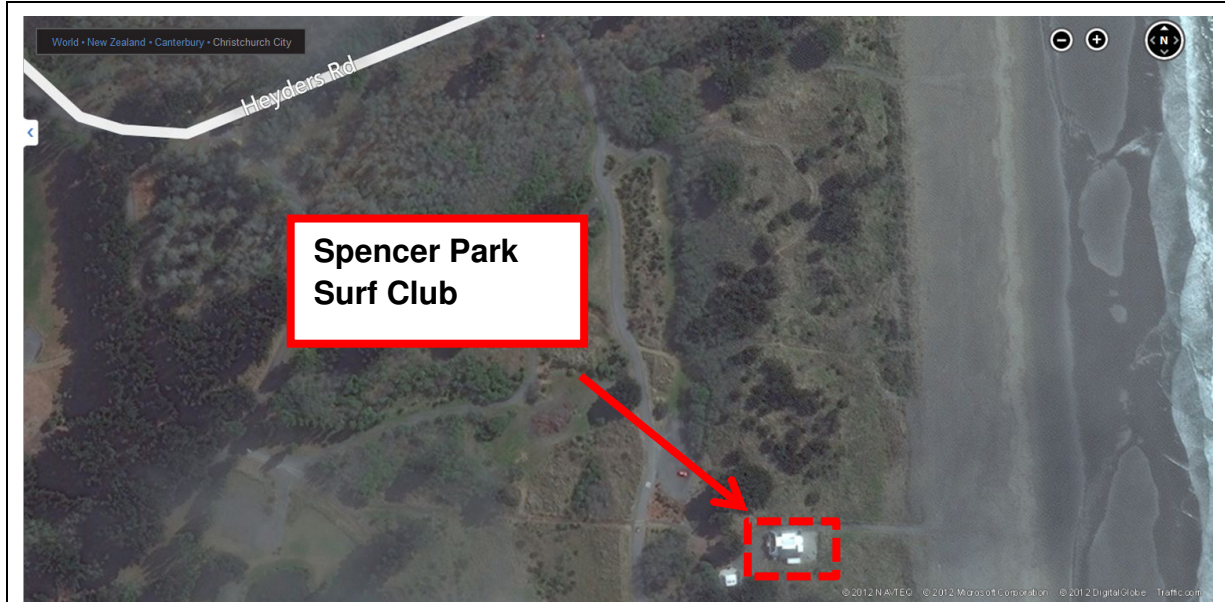 World • New Zealand • Canterbury • Christchurch City
N
Heyders Rd
Spencer Park
Surf Club
© 2012 NAVTEQ © 2012 Microsoft Corporation © 2012 DigitalGlobe Traffic.com